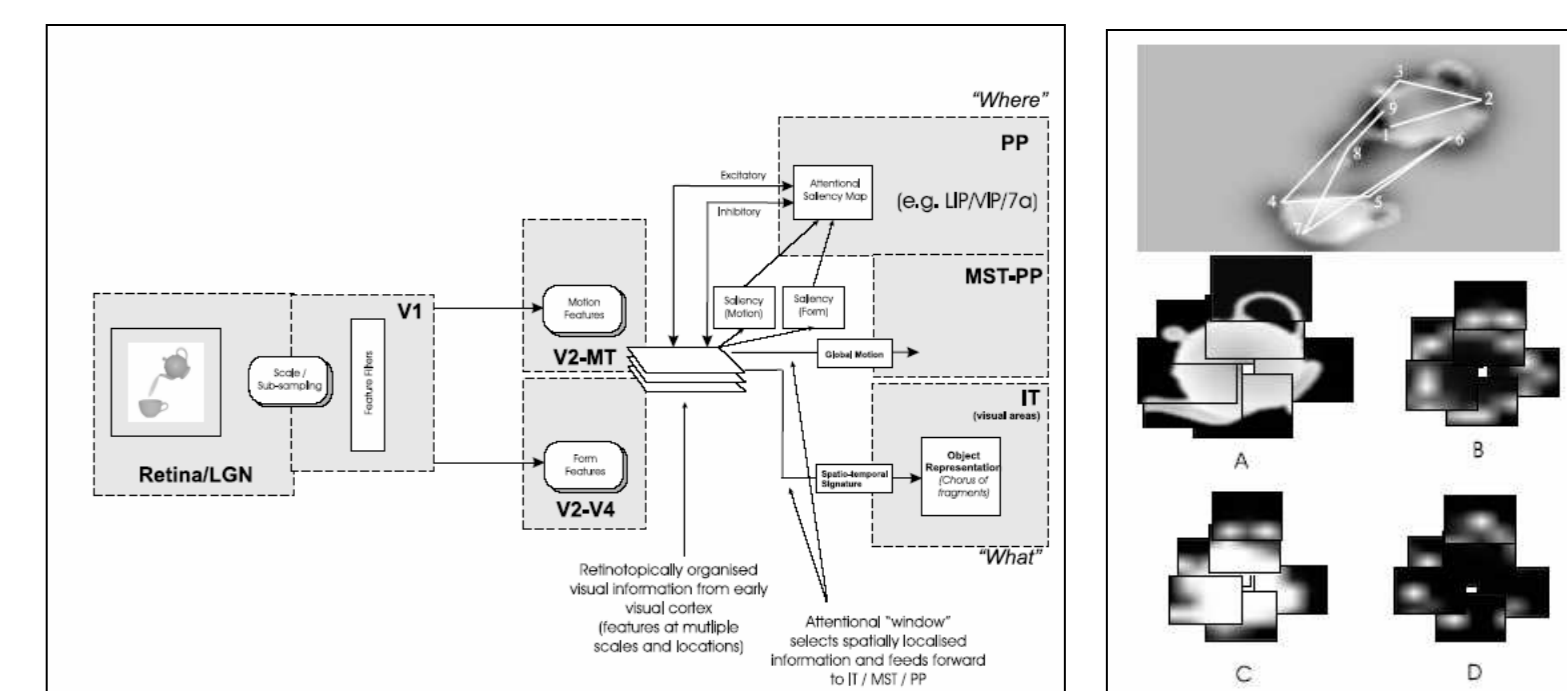 “Where”
PP
Excitatory
Attentional
Saliency Map
(e.g. LIP/VIP/7a)
Inhibitory
MST-PP
V1
Motion
Features
Saliency
(Motion)
Saliency
(Form)
V2-MT
Global Motion
Scale /
Sub-sampling
Feature Filters
IT
(visual areas)
Retina/LGN
Form
Features
Spatio-temporal
Signature
Object
Representation
(Chorus of
fragments)
V2-V4
“What”
Retinotopically organised
visual information from early
visual cortex
(features at mutliple
scales and locations)
Attentional “window”
selects spatially localised
information and feeds forward
to IT / MST / PP
3
2
9
1
6
8
4
5
7
A
B
C
D